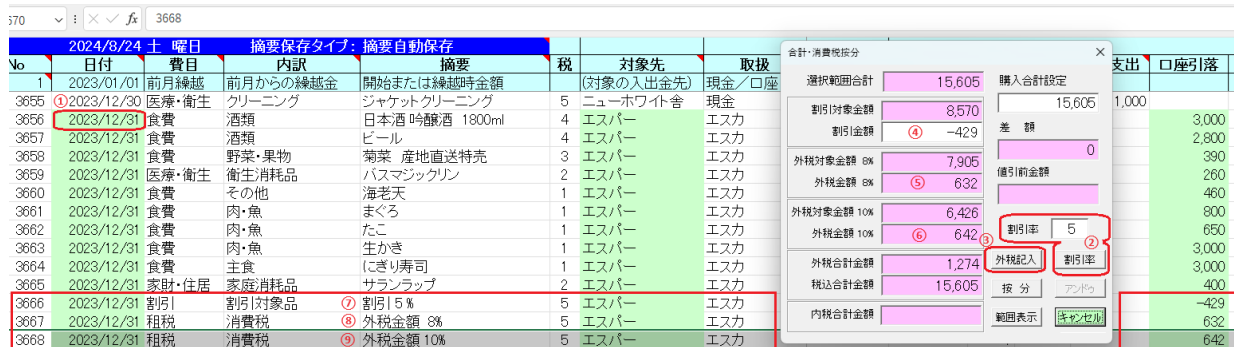 570 fx 3668
2024/8/24 土 曜日 摘要保存タイプ: 摘要自動保存
No 日付 費目 内訳 摘要 税 対象先 取扱 支出 口座引落
1 2023/01/01 前月繰越 前月からの繰越金 開始または繰越時金額 (対象の入出金先) 現金/口座
3655 ①2023/12/30 医療・衛生 クリーニング ジャケットクリーニング 5 ニューホワイト舎 現金 1,000
3656 2023/12/31 食費 酒類 日本酒 吟醸酒 1800ml 4 エスパー エスカ 3,000
3657 2023/12/31 食費 酒類 ビール 4 エスパー エスカ 2,800
3658 2023/12/31 食費 野菜・果物 菊菜 産地直送特売 3 エスパー エスカ 390
3659 2023/12/31 医療・衛生 衛生消耗品 バスマジックリン 2 エスパー エスカ 260
3660 2023/12/31 食費 その他 海老天 1 エスパー エスカ 460
3661 2023/12/31 食費 肉・魚 まぐろ 1 エスパー エスカ 800
3662 2023/12/31 食費 肉・魚 たこ 1 エスパー エスカ 650
3663 2023/12/31 食費 肉・魚 生かき 1 エスパー エスカ 3,000
3664 2023/12/31 食費 主食 にぎり寿司 1 エスパー エスカ 3,000
3665 2023/12/31 家財・住居 家庭消耗品 サランラップ 2 エスパー エスカ 400
3666 2023/12/31 割引 割引対象品 ⑦ 割引5% 5 エスパー エスカ -429
3667 2023/12/31 租税 消費税 ⑧ 外税金額 8% 5 エスパー エスカ 632
3668 2023/12/31 租税 消費税 ⑨ 外税金額 10% 5 エスパー エスカ 642
合計・消費税按分
選択範囲合計 15,605 購入合計設定
15,605
割引対象金額 8,570
割引金額 ④ -429 差 額
0
外税対象金額 8% 7,905
外税金額 8% ⑤ 632 値引前金額
外税対象金額 10% 6,426
外税金額 10% ⑥ 642 割引率 5
③ 外税記入 ② 割引率
外税合計金額 1,274
税込合計金額 15,605 按 分 アンドゥ
内税合計金額 範囲表示 キャンセル